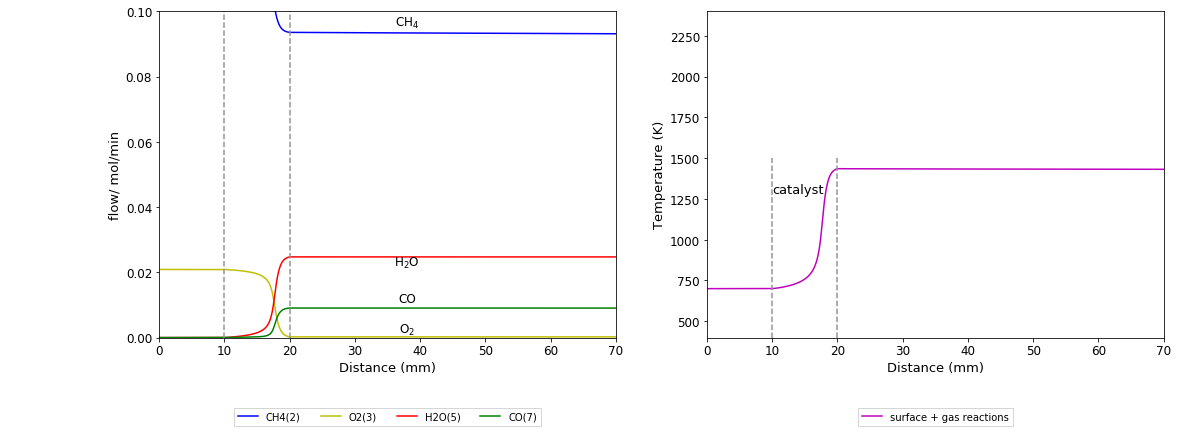 0.10
0.08
0.06
0.04
0.02
0.00
flow/ mol/min
CH₄
H₂O
CO
O₂
0 10 20 30 40 50 60 70
Distance (mm)
CH4(2) O2(3) H2O(5) CO(7)
2250
2000
1750
1500
1250
1000
750
500
Temperature (K)
catalyst
0 10 20 30 40 50 60 70
Distance (mm)
surface + gas reactions